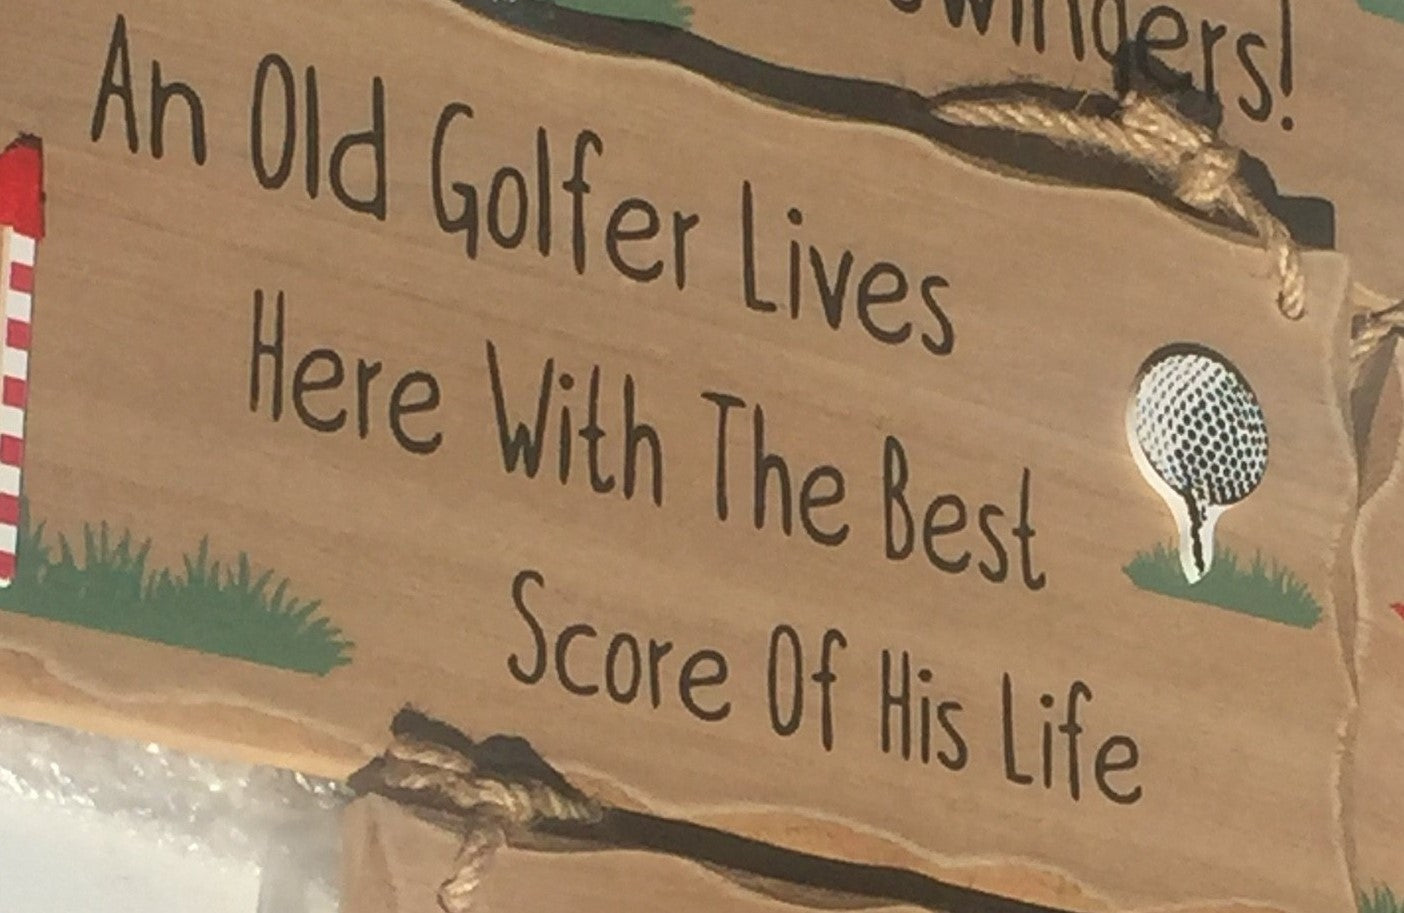 An Old Golfer Lives
Here With The Best
Score Of His Life